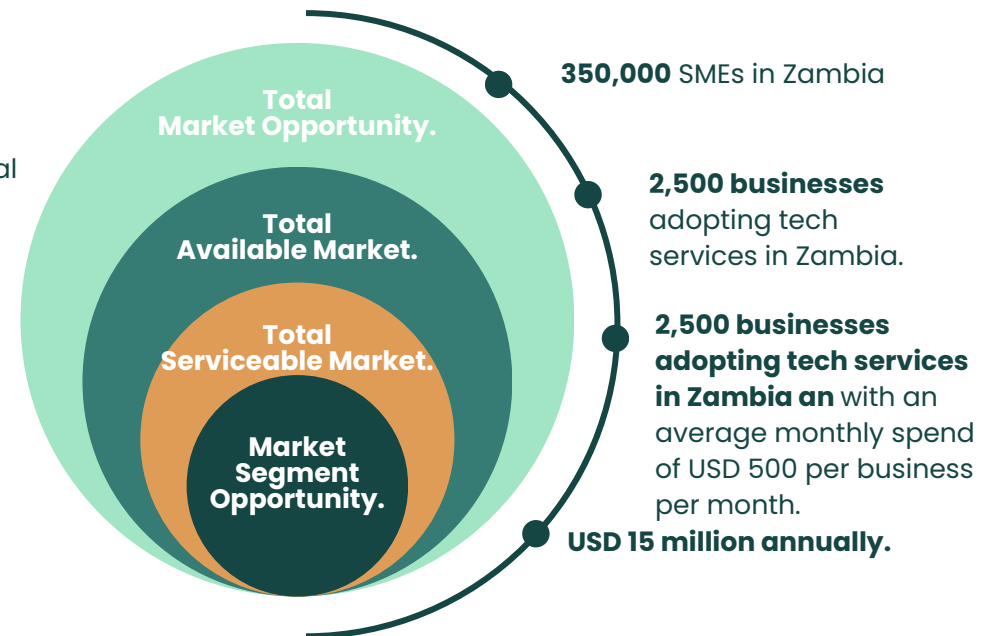 al
Total
Market Opportunity.
Total
Available Market.
Total
Serviceable Market.
Market
Segment
Opportunity.
350,000 SMEs in Zambia
2,500 businesses
adopting tech
services in Zambia.
2,500 businesses
adopting tech services
in Zambia an with an
average monthly spend
of USD 500 per business
per month.
USD 15 million annually.